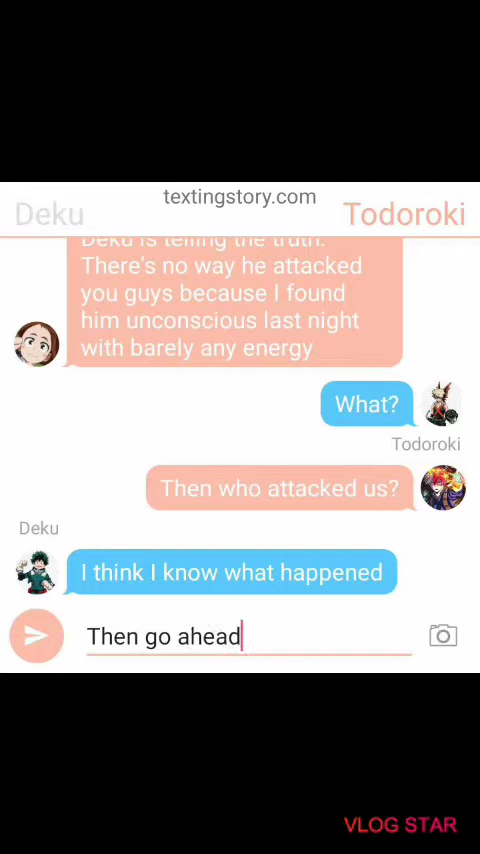 textingstory.com
Deku
Todoroki
Deku is telling the truth.
There's no way he attacked
you guys because I found
him unconscious last night
with barely any energy
What?
Todoroki
Then who attacked us?
Deku
I think I know what happened
Then go ahead
VLOG STAR